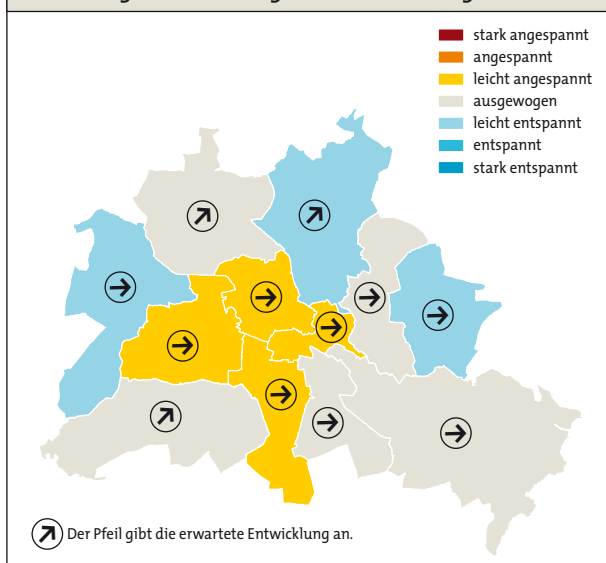 stark angespannt
angespannt
leicht angespannt
ausgewogen
leicht entspannt
entspannt
stark entspannt
Der Pfeil gibt die erwartete Entwicklung an.